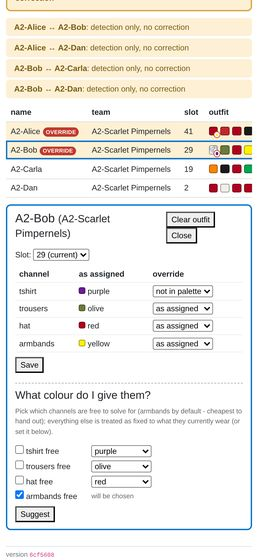 A2-Alice ↔ A2-Bob: detection only, no correction
A2-Alice ↔ A2-Dan: detection only, no correction
A2-Bob ↔ A2-Carla: detection only, no correction
A2-Bob ↔ A2-Dan: detection only, no correction
name team slot outfit
A2-Alice OVERRIDE A2-Scarlet Pimpernels 41
A2-Bob OVERRIDE A2-Scarlet Pimpernels 29
A2-Carla A2-Scarlet Pimpernels 19
A2-Dan A2-Scarlet Pimpernels 2
A2-Bob (A2-Scarlet Pimpernels)
Clear outfit
Close
Slot: 29 (current)
channel as assigned override
tshirt purple not in palette
trousers olive as assigned
hat red as assigned
armbands yellow as assigned
Save
What colour do I give them?
Pick which channels are free to solve for (armbands by default - cheapest to
hand out); everything else is treated as fixed to what they currently wear (or
set it below).
tshirt free purple
trousers free olive
hat free red
armbands free will be chosen
Suggest
version 6cf5608